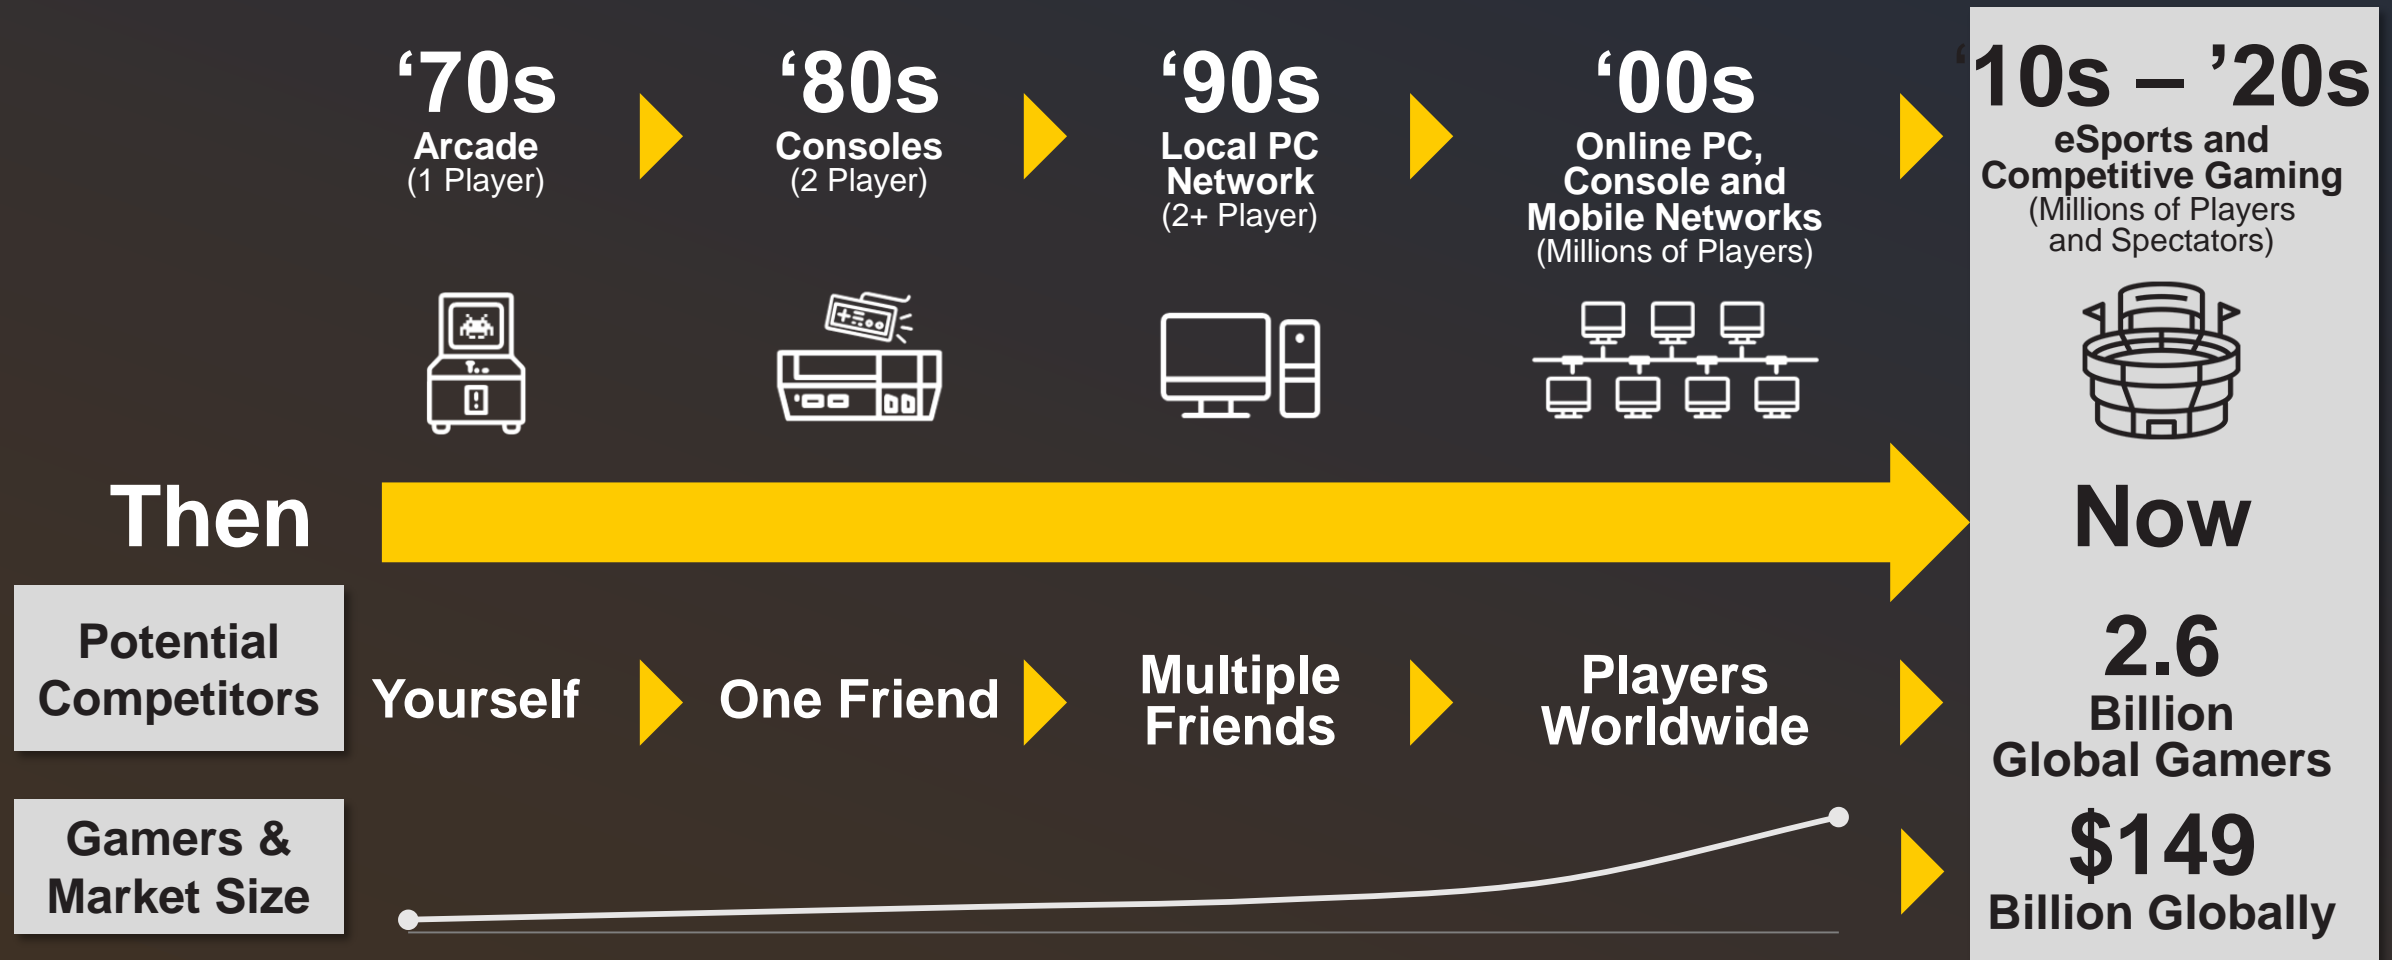 ‘70s
Arcade
(1 Player)
‘80s
Consoles
(2 Player)
‘90s
Local PC
Network
(2+ Player)
‘00s
Online PC,
Console and
Mobile Networks
(Millions of Players)
‘10s – ’20s
eSports and
Competitive Gaming
(Millions of Players
and Spectators)
Then
Now
Potential
Competitors
Yourself
One Friend
Multiple
Friends
Players
Worldwide
2.6
Billion
Global Gamers
Gamers &
Market Size
$149
Billion Globally